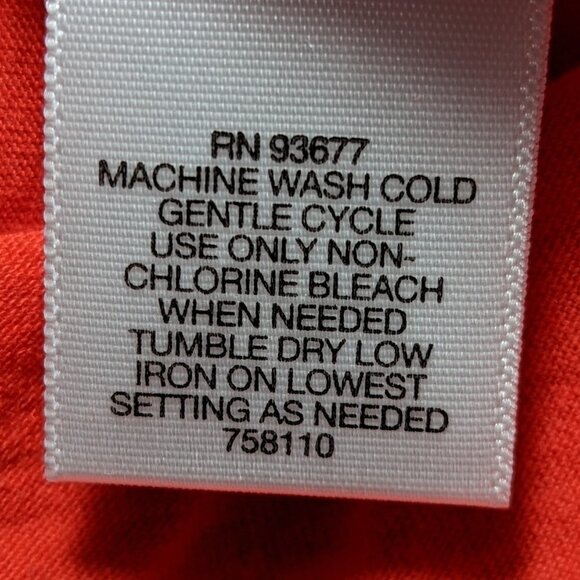 RN 93677
MACHINE WASH COLD
GENTLE CYCLE
USE ONLY NON-
CHLORINE BLEACH
WHEN NEEDED
TUMBLE DRY LOW
IRON ON LOWEST
SETTING AS NEEDED
758110